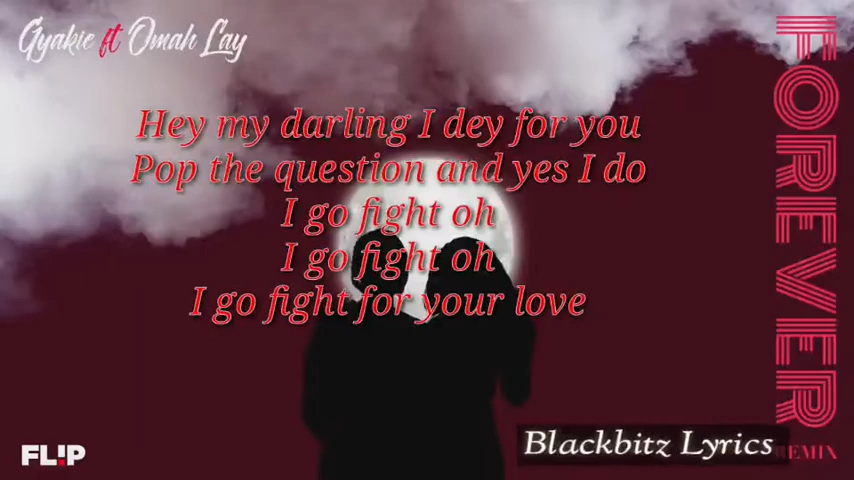 Gyakie ft Omah Lay
FOREVER
Hey my darling I dey for you
Pop the question and yes I do
I go fight oh
I go fight oh
I go fight for your love
FL!P
Blackbitz Lyrics
REMIX